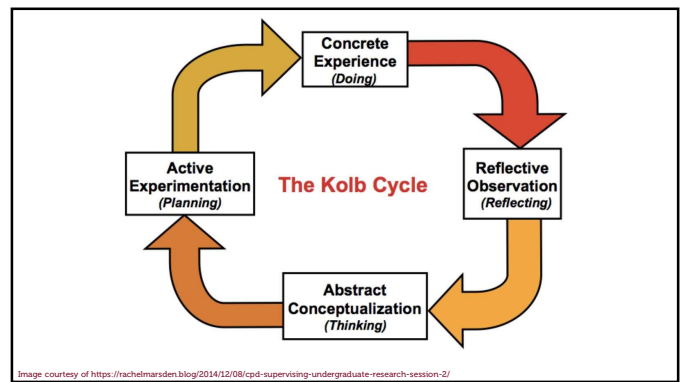 Concrete
Experience
(Doing)
Reflective
Observation
(Reflecting)
Abstract
Conceptualization
(Thinking)
Active
Experimentation
(Planning)
The Kolb Cycle
Image courtesy of https://rachelmarsden.blog/2014/12/08/cpd-supervising-undergraduate-research-session-2/